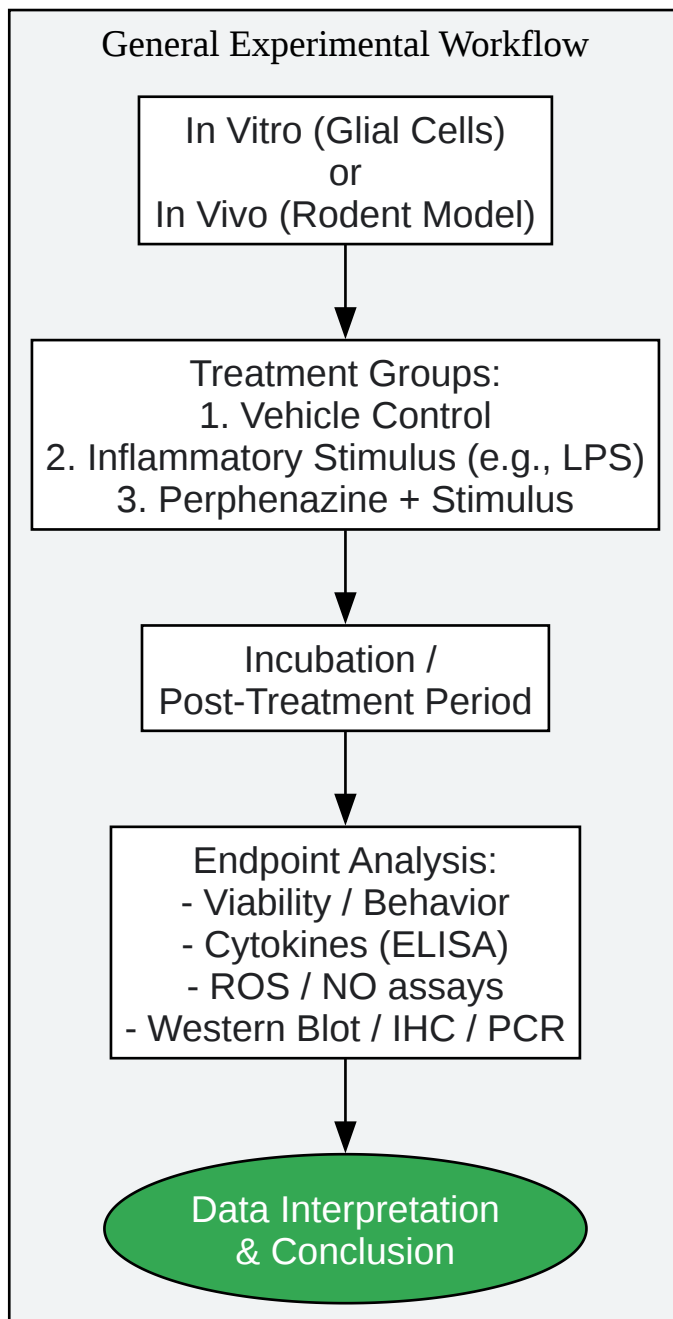 General Experimental Workflow
In Vitro (Glial Cells)
or
In Vivo (Rodent Model)
Treatment Groups:
1. Vehicle Control
2. Inflammatory Stimulus (e.g., LPS)
3. Perphenazine + Stimulus
Incubation /
Post-Treatment Period
Endpoint Analysis:
- Viability / Behavior
- Cytokines (ELISA)
- ROS / NO assays
- Western Blot / IHC / PCR
Data Interpretation
& Conclusion